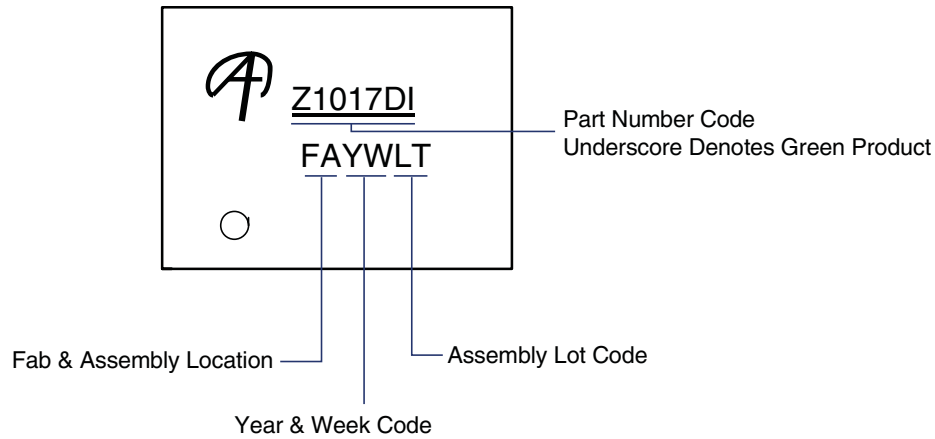 Z1017DI
Part Number Code
Underscore Denotes Green Product
FAYWLT
Fab & Assembly Location
Assembly Lot Code
Year & Week Code